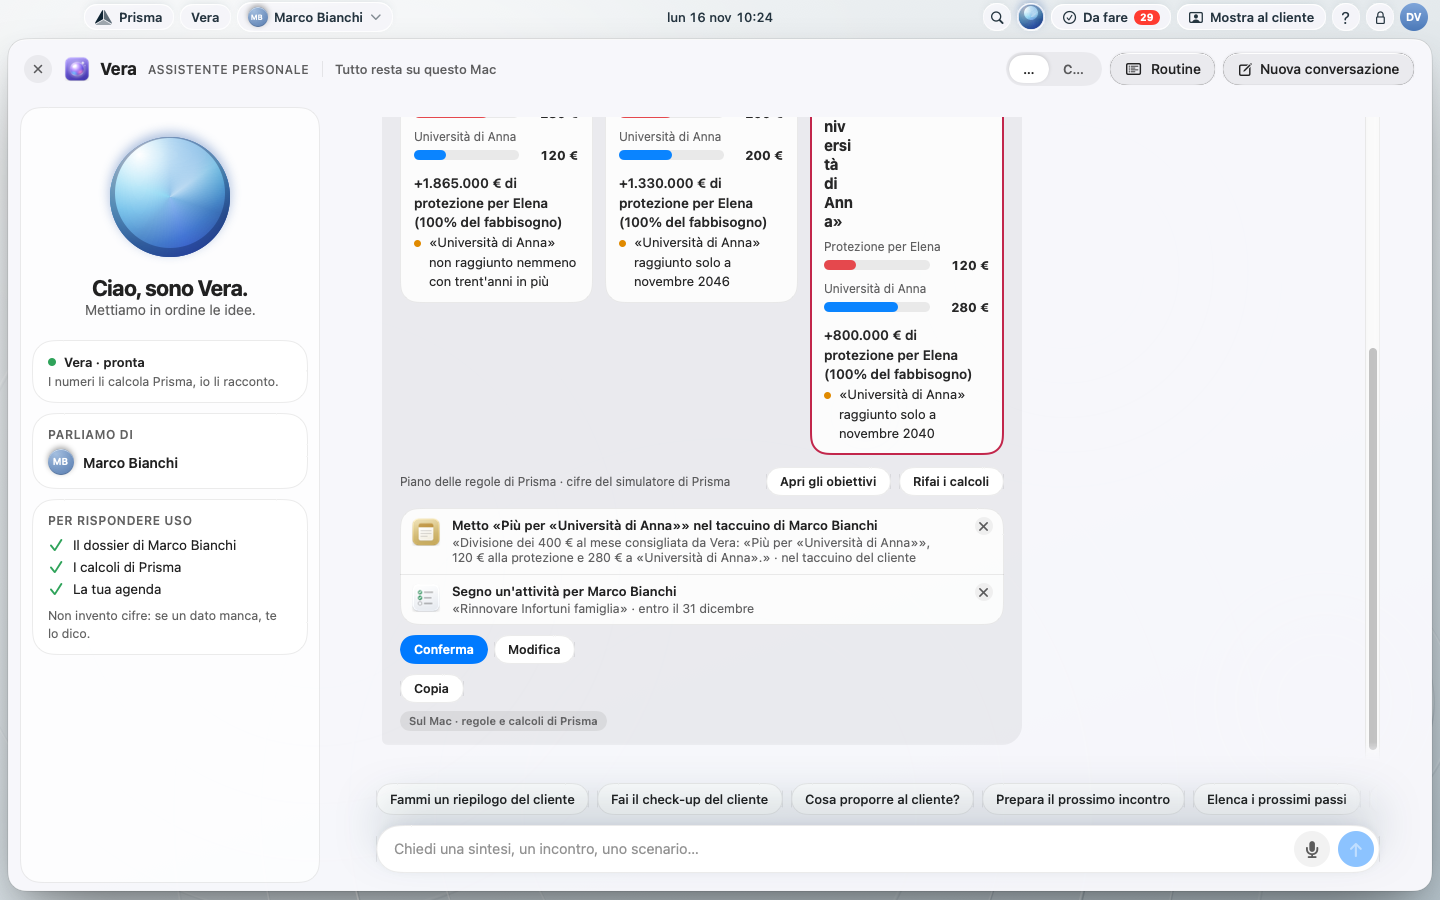 Prisma
Vera
MB
Marco Bianchi
lun 16 nov 10:24
Da fare 29
Mostra al cliente
?
DV
Vera
ASSISTENTE PERSONALE
Tutto resta su questo Mac
...
C...
Routine
Nuova conversazione
Ciao, sono Vera.
Mettiamo in ordine le idee.
Vera · pronta
I numeri li calcola Prisma, io li racconto.
PARLIAMO DI
MB
Marco Bianchi
PER RISPONDERE USO
Il dossier di Marco Bianchi
I calcoli di Prisma
La tua agenda
Non invento cifre: se un dato manca, te
lo dico.
Università di Anna
120 €
+1.865.000 € di
protezione per Elena
(100% del fabbisogno)
«Università di Anna»
non raggiunto nemmeno
con trent'anni in più
Università di Anna
200 €
+1.330.000 € di
protezione per Elena
(100% del fabbisogno)
«Università di Anna»
raggiunto solo a
novembre 2046
niv
ersi
tà
di
Ann
a»
Protezione per Elena
120 €
Università di Anna
280 €
+800.000 € di
protezione per Elena
(100% del fabbisogno)
«Università di Anna»
raggiunto solo a
novembre 2040
Piano delle regole di Prisma · cifre del simulatore di Prisma
Apri gli obiettivi
Rifai i calcoli
Metto «Più per «Università di Anna»» nel taccuino di Marco Bianchi
«Divisione dei 400 € al mese consigliata da Vera: «Più per «Università di Anna»»,
120 € alla protezione e 280 € a «Università di Anna».» · nel taccuino del cliente
Segno un'attività per Marco Bianchi
«Rinnovare Infortuni famiglia» · entro il 31 dicembre
Conferma
Modifica
Copia
Sul Mac · regole e calcoli di Prisma
Fammi un riepilogo del cliente
Fai il check-up del cliente
Cosa proporre al cliente?
Prepara il prossimo incontro
Elenca i prossimi passi
Chiedi una sintesi, un incontro, uno scenario...